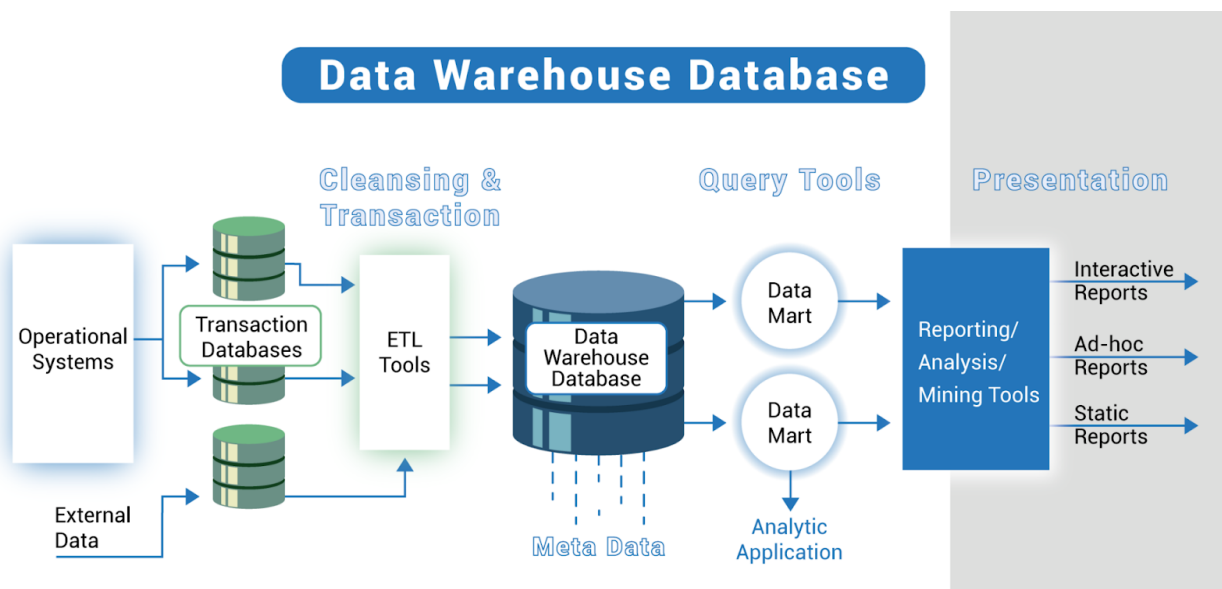 Data Warehouse Database
Cleansing &
Transaction
Query Tools
Presentation
Operational
Systems
Transaction
Databases
External
Data
ETL
Tools
Data
Warehouse
Database
Meta Data
Data
Mart
Data
Mart
Analytic
Application
Reporting/
Analysis/
Mining Tools
Interactive
Reports
Ad-hoc
Reports
Static
Reports